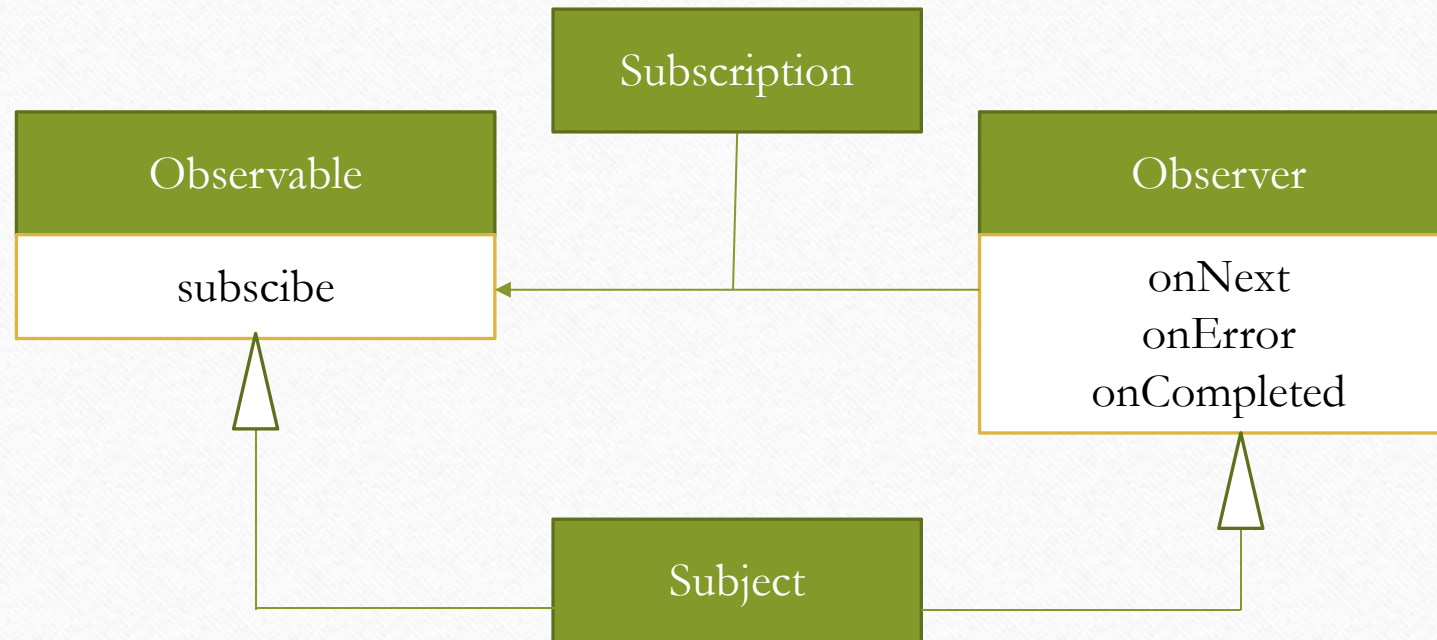 Subscription
Observable
Observer
subscibe
onNext
onError
onCompleted
Subject